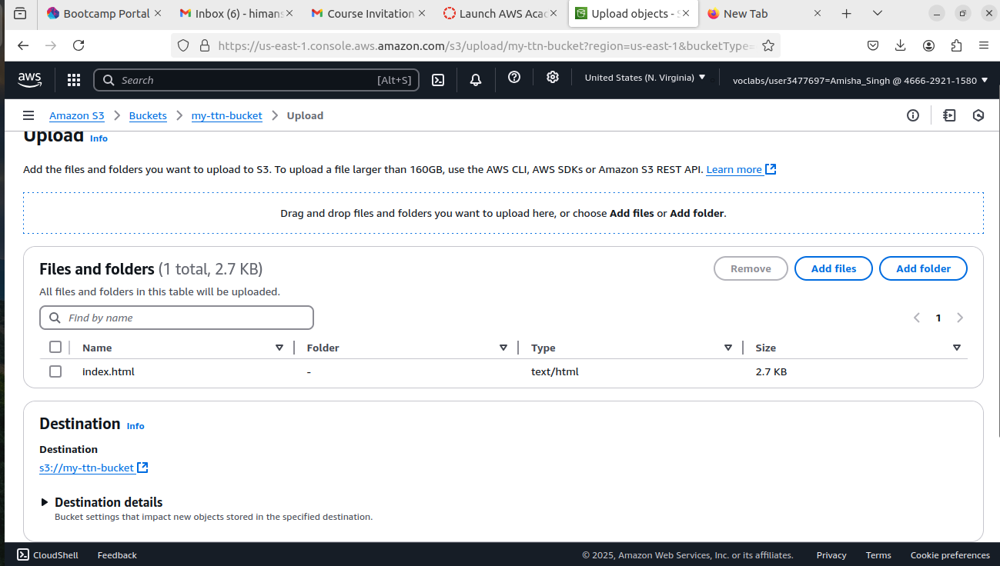 Bootcamp Portal
Inbox (6) - himans
Course Invitation
Launch AWS Aca
Upload objects - S
New Tab
https://us-east-1.console.aws.amazon.com/s3/upload/my-ttn-bucket?region=us-east-1&bucketType=
aws
Search [Alt+S]
United States (N. Virginia)
voclabs/user3477697=Amisha_Singh @ 4666-2921-1580
Amazon S3 > Buckets > my-ttn-bucket > Upload
Upload Info
Add the files and folders you want to upload to S3. To upload a file larger than 160GB, use the AWS CLI, AWS SDKs or Amazon S3 REST API. Learn more
Drag and drop files and folders you want to upload here, or choose Add files or Add folder.
Files and folders (1 total, 2.7 KB)
Remove
Add files
Add folder
All files and folders in this table will be uploaded.
Find by name
1
Name Folder Type Size
index.html - text/html 2.7 KB
Destination Info
Destination
s3://my-ttn-bucket
Destination details
Bucket settings that impact new objects stored in the specified destination.
CloudShell Feedback © 2025, Amazon Web Services, Inc. or its affiliates. Privacy Terms Cookie preferences